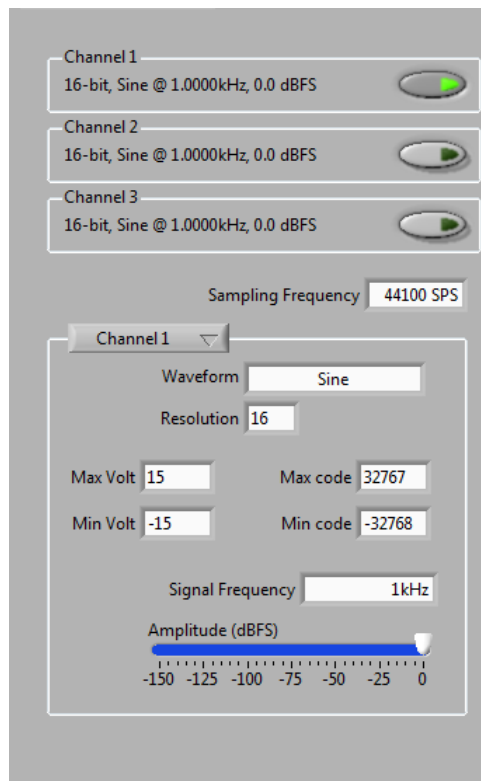 Channel 1
16-bit, Sine @ 1.0000kHz, 0.0 dBFS
Channel 2
16-bit, Sine @ 1.0000kHz, 0.0 dBFS
Channel 3
16-bit, Sine @ 1.0000kHz, 0.0 dBFS
Sampling Frequency 44100 SPS
Channel 1
Waveform Sine
Resolution 16
Max Volt 15 Max code 32767
Min Volt -15 Min code -32768
Signal Frequency 1kHz
Amplitude (dBFS)
-150 -125 -100 -75 -50 -25 0